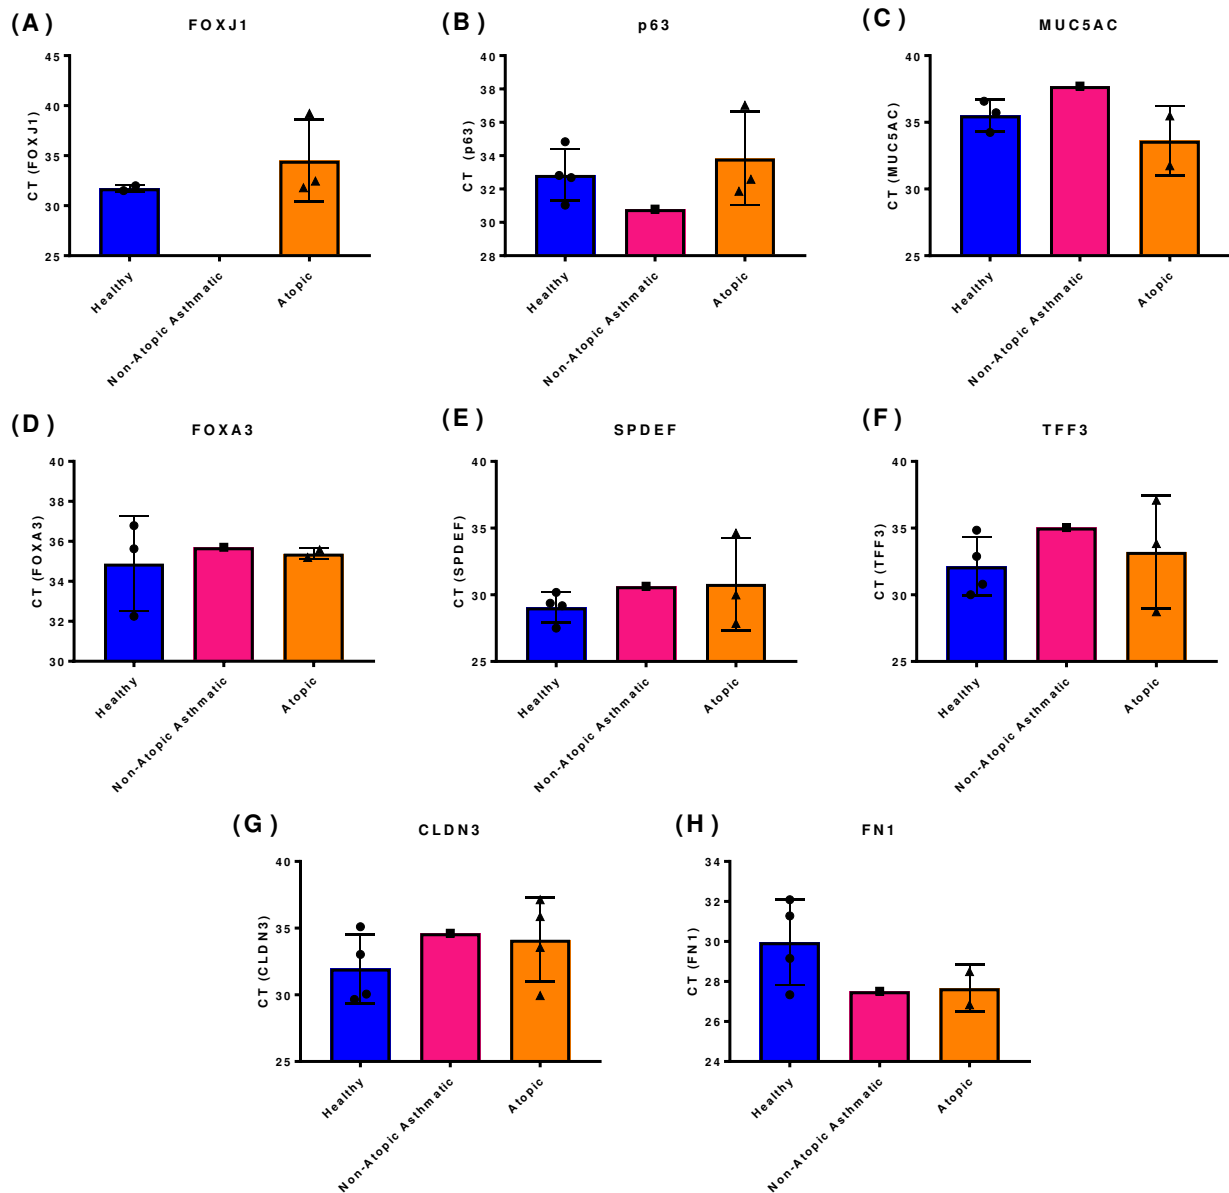 (A)
FOXJ1
CT (FOXJ1)
45
40
35
30
25
Healthy
Non-Atopic Asthmatic
Atopic
(B)
p63
CT (p63)
40
38
36
34
32
30
28
Healthy
Non-Atopic Asthmatic
Atopic
(C)
MUC5AC
CT (MUC5AC)
40
35
30
25
Healthy
Non-Atopic Asthmatic
Atopic
(D)
FOXA3
CT (FOXA3)
40
38
36
34
32
30
Healthy
Non-Atopic Asthmatic
Atopic
(E)
SPDEF
CT (SPDEF)
40
35
30
25
Healthy
Non-Atopic Asthmatic
Atopic
(F)
TFF3
CT (TFF3)
40
35
30
25
Healthy
Non-Atopic Asthmatic
Atopic
(G)
CLDN3
CT (CLDN3)
40
35
30
25
Healthy
Non-Atopic Asthmatic
Atopic
(H)
FN1
CT (FN1)
34
32
30
28
26
24
Healthy
Non-Atopic Asthmatic
Atopic